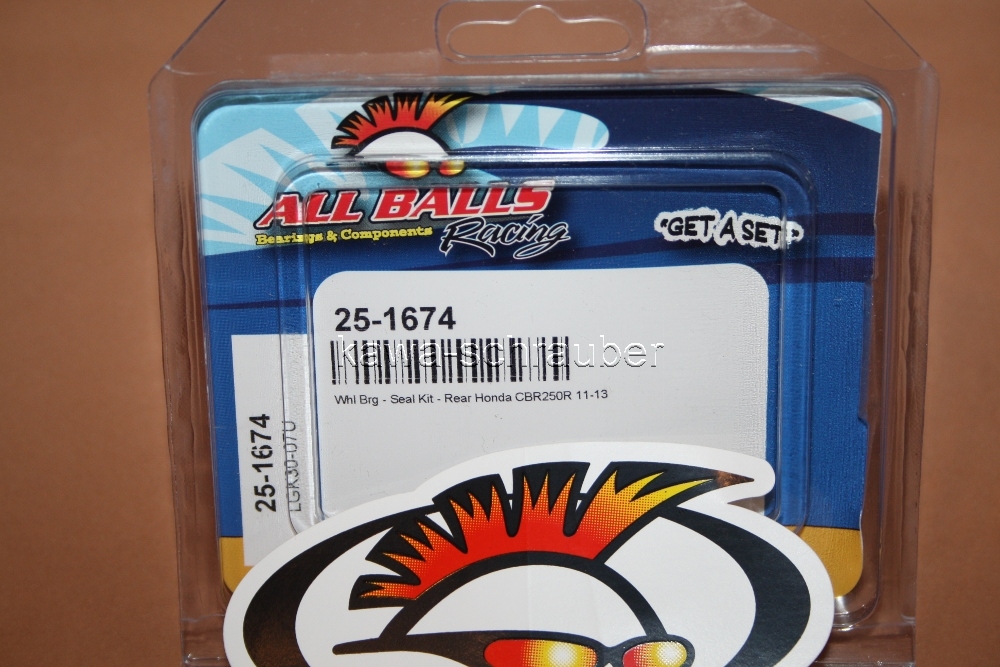 ALL BALLS
Racing
Bearings & Components
"GET A SET"
25-1674
kawa-schrauber
Whl Brg - Seal Kit - Rear Honda CBR250R 11-13
25-1674
LGK30-07U